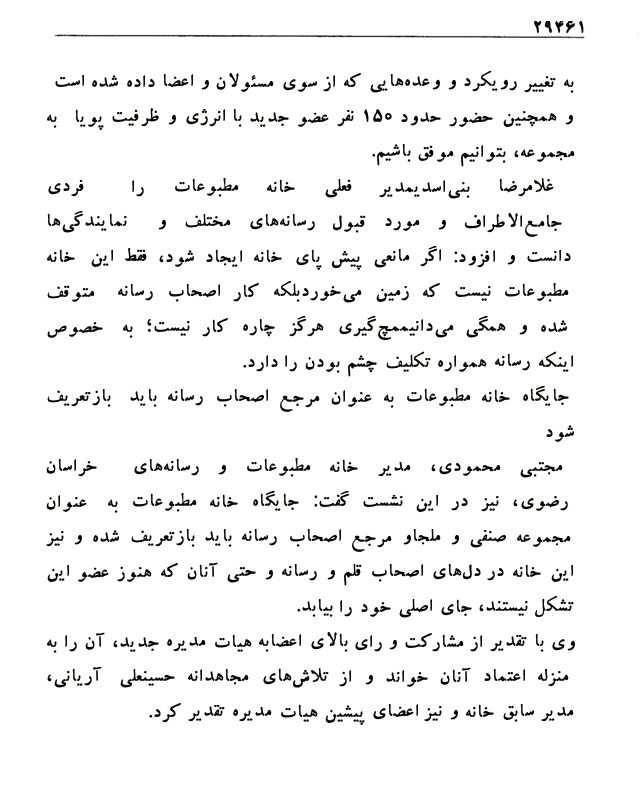 ۲۹۴۶۱
به تغییر رویکرد و وعده‌هایی که از سوی مسئولان و اعضا داده شده است
و همچنین حضور حدود ۱۵۰ نفر عضو جدید با انرژی و ظرفیت پویا به
مجموعه، بتوانیم موفق باشیم.
غلامرضا بنی‌اسدیمدیر فعلی خانه مطبوعات را فردی
جامع‌الاطراف و مورد قبول رسانه‌های مختلف و نمایندگی‌ها
دانست و افزود: اگر مانعی پیش پای خانه ایجاد شود، فقط این خانه
مطبوعات نیست که زمین می‌خوردبلکه کار اصحاب رسانه متوقف
شده و همگی می‌دانیممچ‌گیری هرگز چاره کار نیست؛ به خصوص
اینکه رسانه همواره تکلیف چشم بودن را دارد.
جایگاه خانه مطبوعات به عنوان مرجع اصحاب رسانه باید بازتعریف
شود
مجتبی محمودی، مدیر خانه مطبوعات و رسانه‌های خراسان
رضوی، نیز در این نشست گفت: جایگاه خانه مطبوعات به عنوان
مجموعه صنفی و ملجاو مرجع اصحاب رسانه باید بازتعریف شده و نیز
این خانه در دل‌های اصحاب قلم و رسانه و حتی آنان که هنوز عضو این
تشکل نیستند، جای اصلی خود را بیابد.
وی با تقدیر از مشارکت و رای بالای اعضابه هیات مدیره جدید، آن را به
منزله اعتماد آنان خواند و از تلاش‌های مجاهدانه حسینعلی آریانی،
مدیر سابق خانه و نیز اعضای پیشین هیات مدیره تقدیر کرد.